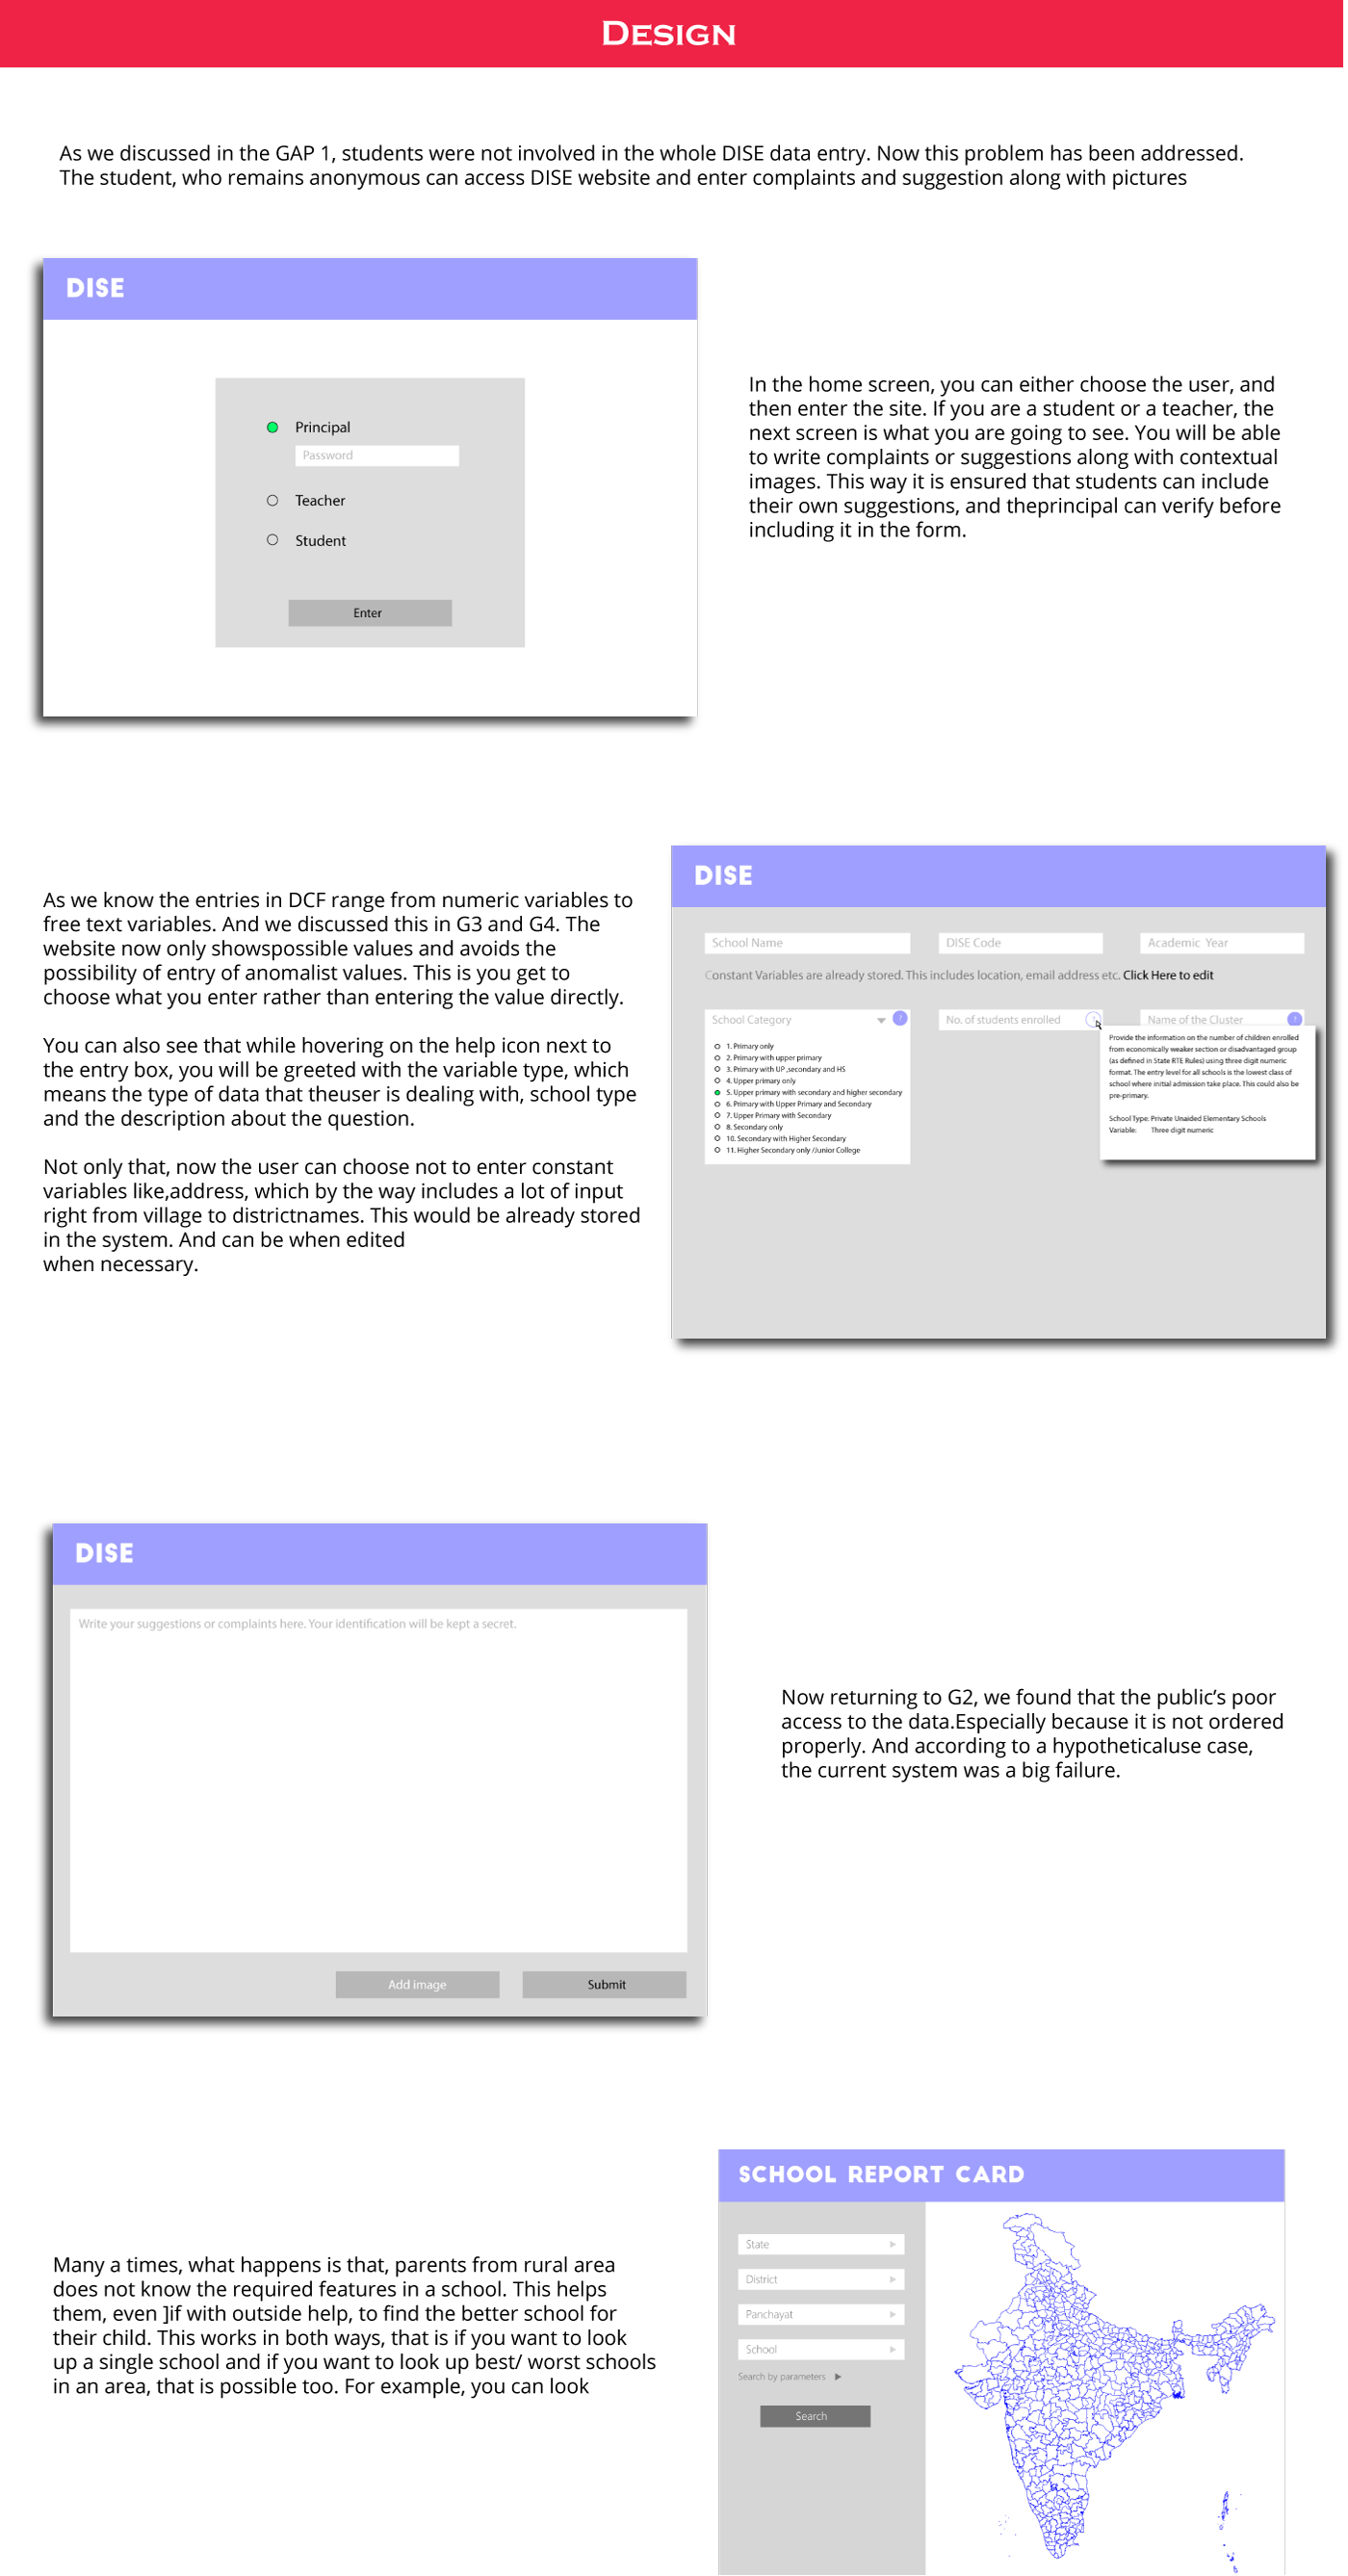 Design
As we discussed in the GAP 1, students were not involved in the whole DISE data entry. Now this problem has been addressed.
The student, who remains anonymous can access DISE website and enter complaints and suggestion along with pictures
DISE
Principal
Password
Teacher
Student
Enter
In the home screen, you can either choose the user, and
then enter the site. If you are a student or a teacher, the
next screen is what you are going to see. You will be able
to write complaints or suggestions along with contextual
images. This way it is ensured that students can include
their own suggestions, and theprincipal can verify before
including it in the form.
As we know the entries in DCF range from numeric variables to
free text variables. And we discussed this in G3 and G4. The
website now only showspossible values and avoids the
possibility of entry of anomalist values. This is you get to
choose what you enter rather than entering the value directly.
You can also see that while hovering on the help icon next to
the entry box, you will be greeted with the variable type, which
means the type of data that theuser is dealing with, school type
and the description about the question.
Not only that, now the user can choose not to enter constant
variables like,address, which by the way includes a lot of input
right from village to districtnames. This would be already stored
in the system. And can be when edited
when necessary.
DISE
School Name
DISE Code
Academic Year
Constant Variables are already stored. This includes location, email address etc. Click Here to edit
School Category
?
No. of students enrolled
Name of the Cluster
?
1. Primary only
2. Primary with upper primary
3. Primary with UP ,secondary and HS
4. Upper primary only
5. Upper primary with secondary and higher secondary
6. Primary with Upper Primary and Secondary
7. Upper Primary with Secondary
8. Secondary only
10. Secondary with Higher Secondary
11. Higher Secondary only /Junior College
Provide the information on the number of children enrolled
from economically weaker section or disadvantaged group
(as defined in State RTE Rules) using three digit numeric
format. The entry level for all schools is the lowest class of
school where initial admission take place. This could also be
pre-primary.
School Type: Private Unaided Elementary Schools
Variable: Three digit numeric
DISE
Write your suggestions or complaints here. Your identification will be kept a secret.
Add image
Submit
Now returning to G2, we found that the public’s poor
access to the data.Especially because it is not ordered
properly. And according to a hypotheticaluse case,
the current system was a big failure.
Many a times, what happens is that, parents from rural area
does not know the required features in a school. This helps
them, even ]if with outside help, to find the better school for
their child. This works in both ways, that is if you want to look
up a single school and if you want to look up best/ worst schools
in an area, that is possible too. For example, you can look
SCHOOL REPORT CARD
State
District
Panchayat
School
Search by parameters
Search